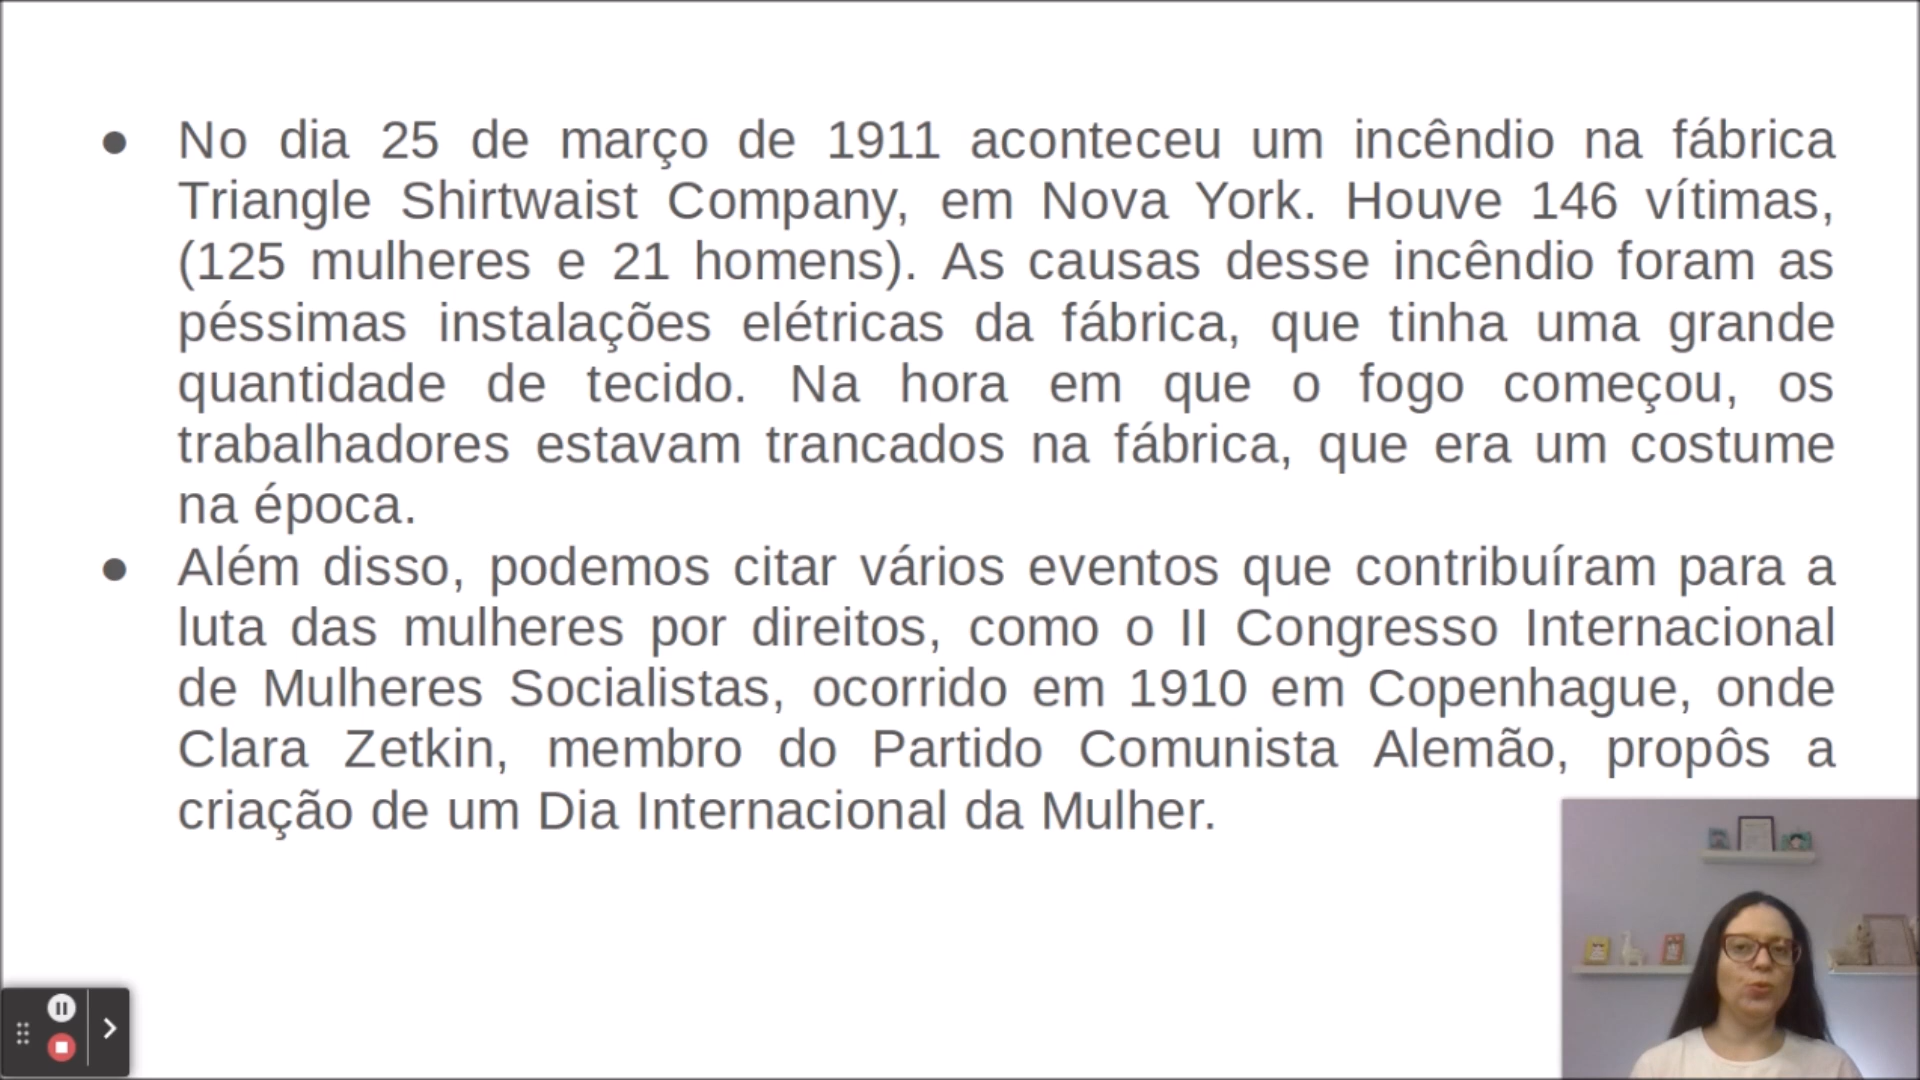 ● No dia 25 de março de 1911 aconteceu um incêndio na fábrica
Triangle Shirtwaist Company, em Nova York. Houve 146 vítimas,
(125 mulheres e 21 homens). As causas desse incêndio foram as
péssimas instalações elétricas da fábrica, que tinha uma grande
quantidade de tecido. Na hora em que o fogo começou, os
trabalhadores estavam trancados na fábrica, que era um costume
na época.
● Além disso, podemos citar vários eventos que contribuíram para a
luta das mulheres por direitos, como o II Congresso Internacional
de Mulheres Socialistas, ocorrido em 1910 em Copenhague, onde
Clara Zetkin, membro do Partido Comunista Alemão, propôs a
criação de um Dia Internacional da Mulher.